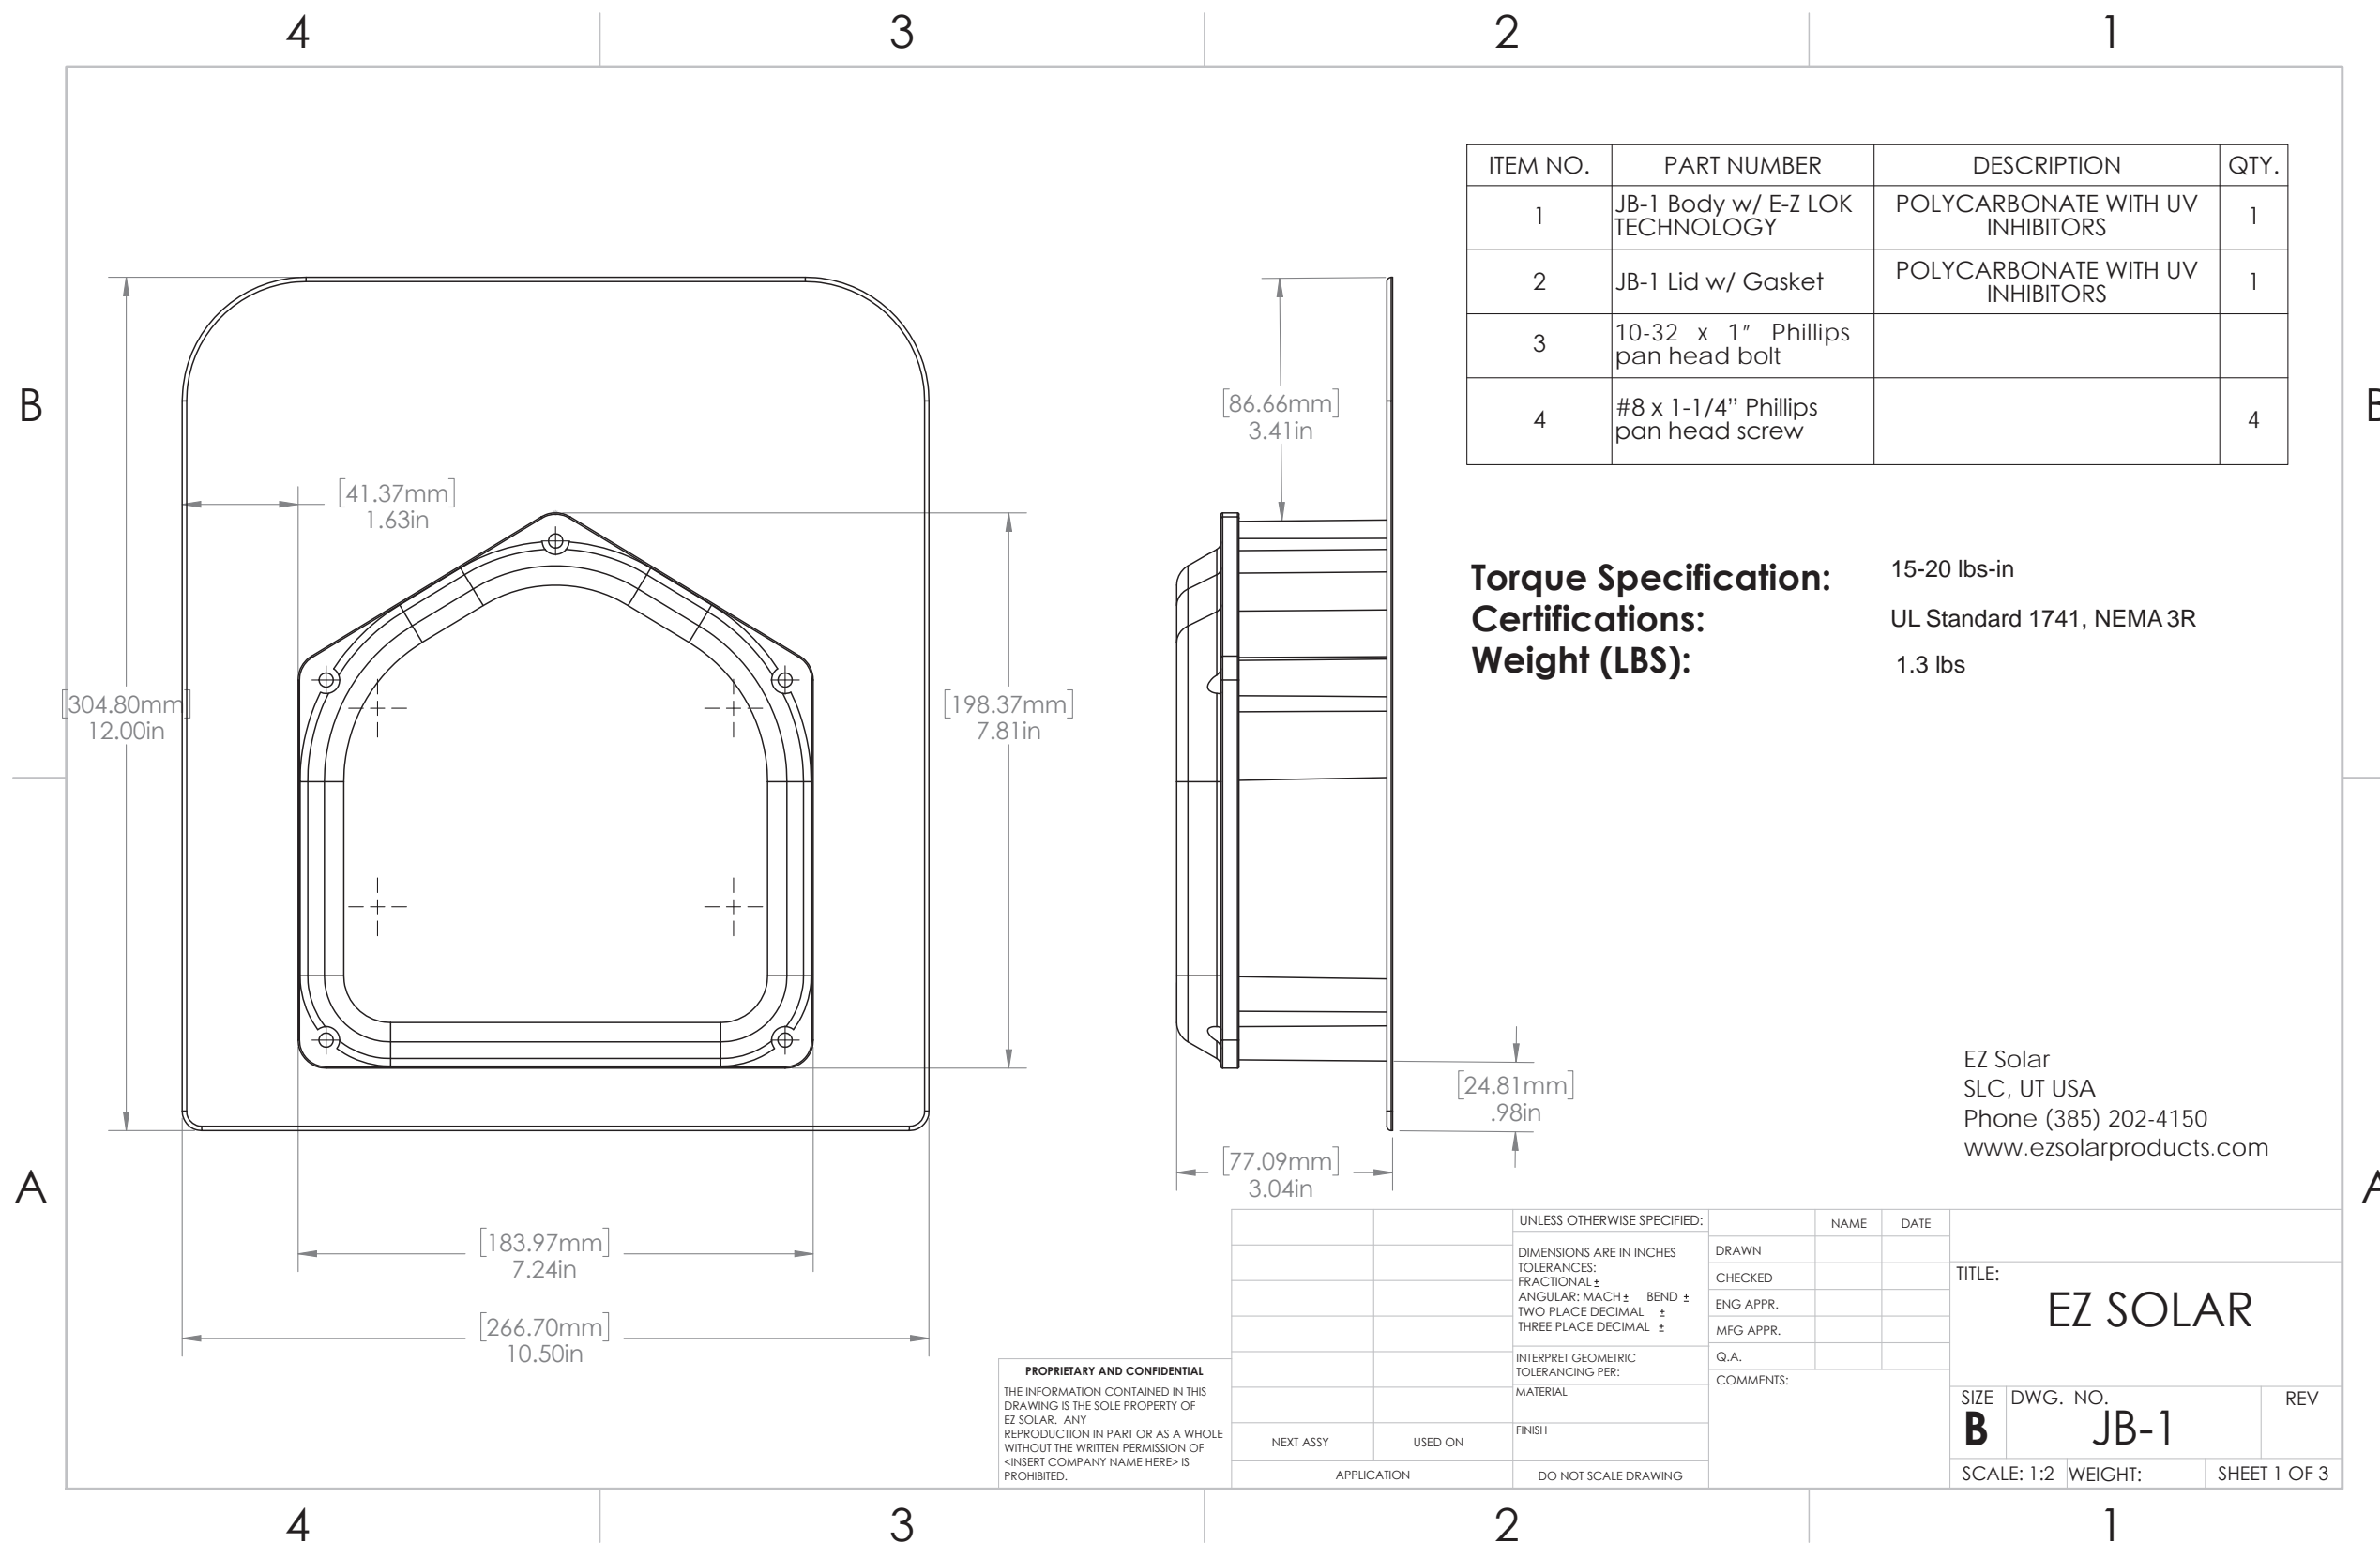 4
3
2
1
ITEM NO.
PART NUMBER
DESCRIPTION
QTY.
1
JB-1 Body w/ E-Z LOK
TECHNOLOGY
POLYCARBONATE WITH UV
INHIBITORS
1
2
JB-1 Lid w/ Gasket
POLYCARBONATE WITH UV
INHIBITORS
1
3
10-32 x 1" Phillips
pan head bolt
4
#8 x 1-1/4” Phillips
pan head screw
4
B
B
[86.66mm]
3.41in
[41.37mm]
1.63in
Torque Specification:
15-20 lbs-in
Certifications:
UL Standard 1741, NEMA 3R
Weight (LBS):
1.3 lbs
[304.80mm]
12.00in
[198.37mm]
7.81in
[24.81mm]
.98in
EZ Solar
SLC, UT USA
Phone (385) 202-4150
www.ezsolarproducts.com
A
A
[77.09mm]
3.04in
[183.97mm]
7.24in
[266.70mm]
10.50in
PROPRIETARY AND CONFIDENTIAL
THE INFORMATION CONTAINED IN THIS
DRAWING IS THE SOLE PROPERTY OF
EZ SOLAR. ANY
REPRODUCTION IN PART OR AS A WHOLE
WITHOUT THE WRITTEN PERMISSION OF
<INSERT COMPANY NAME HERE> IS
PROHIBITED.
NEXT ASSY
USED ON
APPLICATION
UNLESS OTHERWISE SPECIFIED:
DIMENSIONS ARE IN INCHES
TOLERANCES:
FRACTIONAL ±
ANGULAR: MACH ± BEND ±
TWO PLACE DECIMAL ±
THREE PLACE DECIMAL ±
INTERPRET GEOMETRIC
TOLERANCING PER:
MATERIAL
FINISH
DO NOT SCALE DRAWING
NAME
DATE
DRAWN
CHECKED
ENG APPR.
MFG APPR.
Q.A.
COMMENTS:
TITLE:
EZ SOLAR
SIZE
B
DWG. NO.
JB-1
REV
SCALE: 1:2
WEIGHT:
SHEET 1 OF 3
4
3
2
1